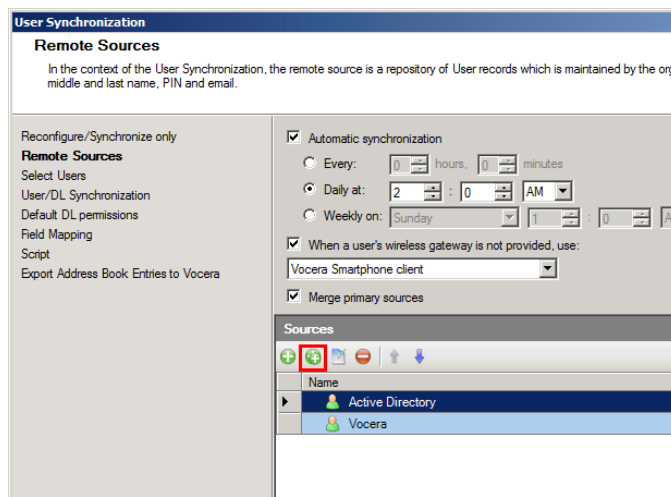 User Synchronization
Remote Sources
In the context of the User Synchronization, the remote source is a repository of User records which is maintained by the
middle and last name, PIN and email.
Reconfigure/Synchronize only
Remote Sources
Select Users
User/DL Synchronization
Default DL permissions
Field Mapping
Script
Export Address Book Entries to Vocera
Automatic synchronization
Every: 0 hours, 0 minutes
Daily at: 2 : 0 AM
Weekly on: Sunday 1 : 0
When a user's wireless gateway is not provided, use:
Vocera Smartphone client
Merge primary sources
Sources
Name
Active Directory
Vocera